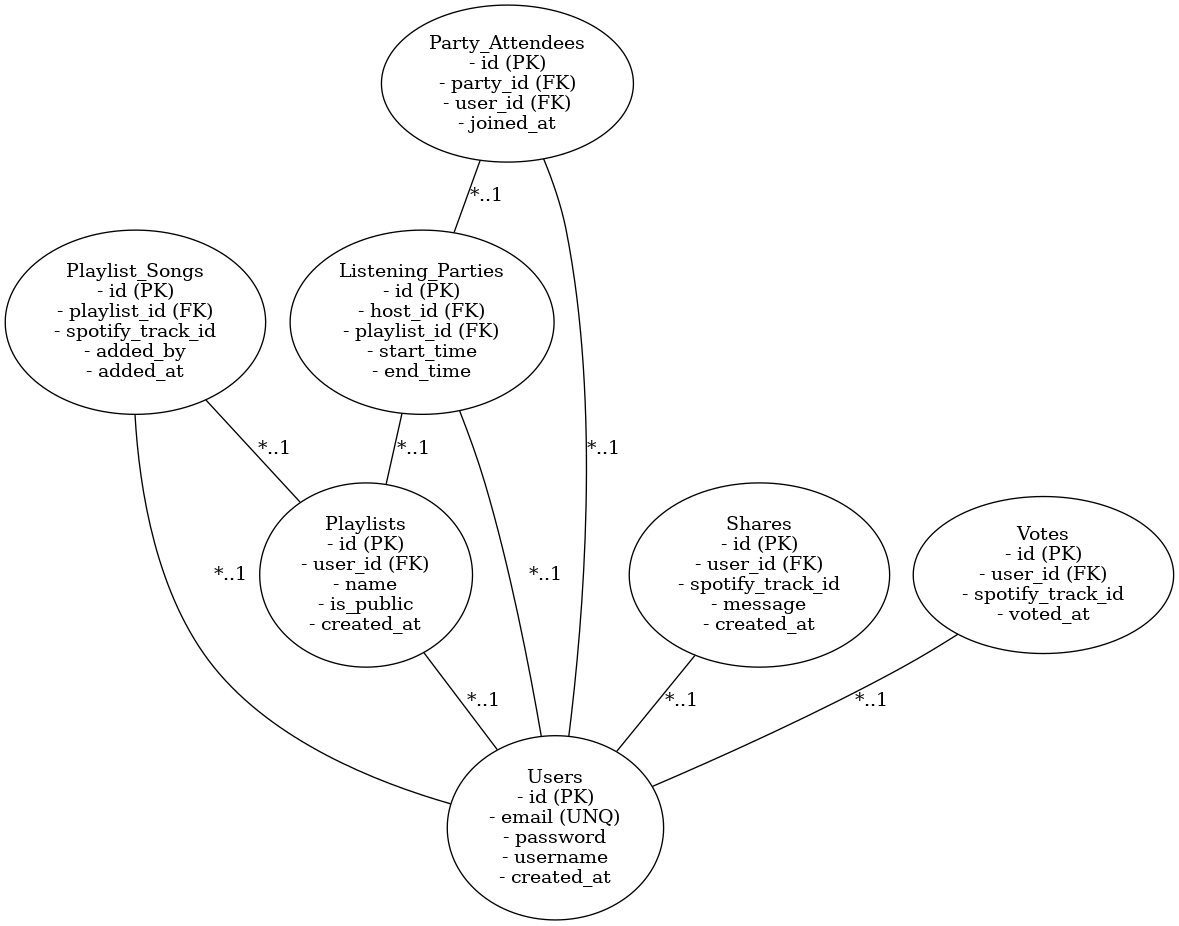 Party_Attendees
- id (PK)
- party_id (FK)
- user_id (FK)
- joined_at
*..1
Playlist_Songs
- id (PK)
- playlist_id (FK)
- spotify_track_id
- added_by
- added_at
Listening_Parties
- id (PK)
- host_id (FK)
- playlist_id (FK)
- start_time
- end_time
*..1
*..1
*..1
Playlists
- id (PK)
- user_id (FK)
- name
- is_public
- created_at
Shares
- id (PK)
- user_id (FK)
- spotify_track_id
- message
- created_at
Votes
- id (PK)
- user_id (FK)
- spotify_track_id
- voted_at
*..1
*..1
*..1
*..1
*..1
Users
- id (PK)
- email (UNQ)
- password
- username
- created_at